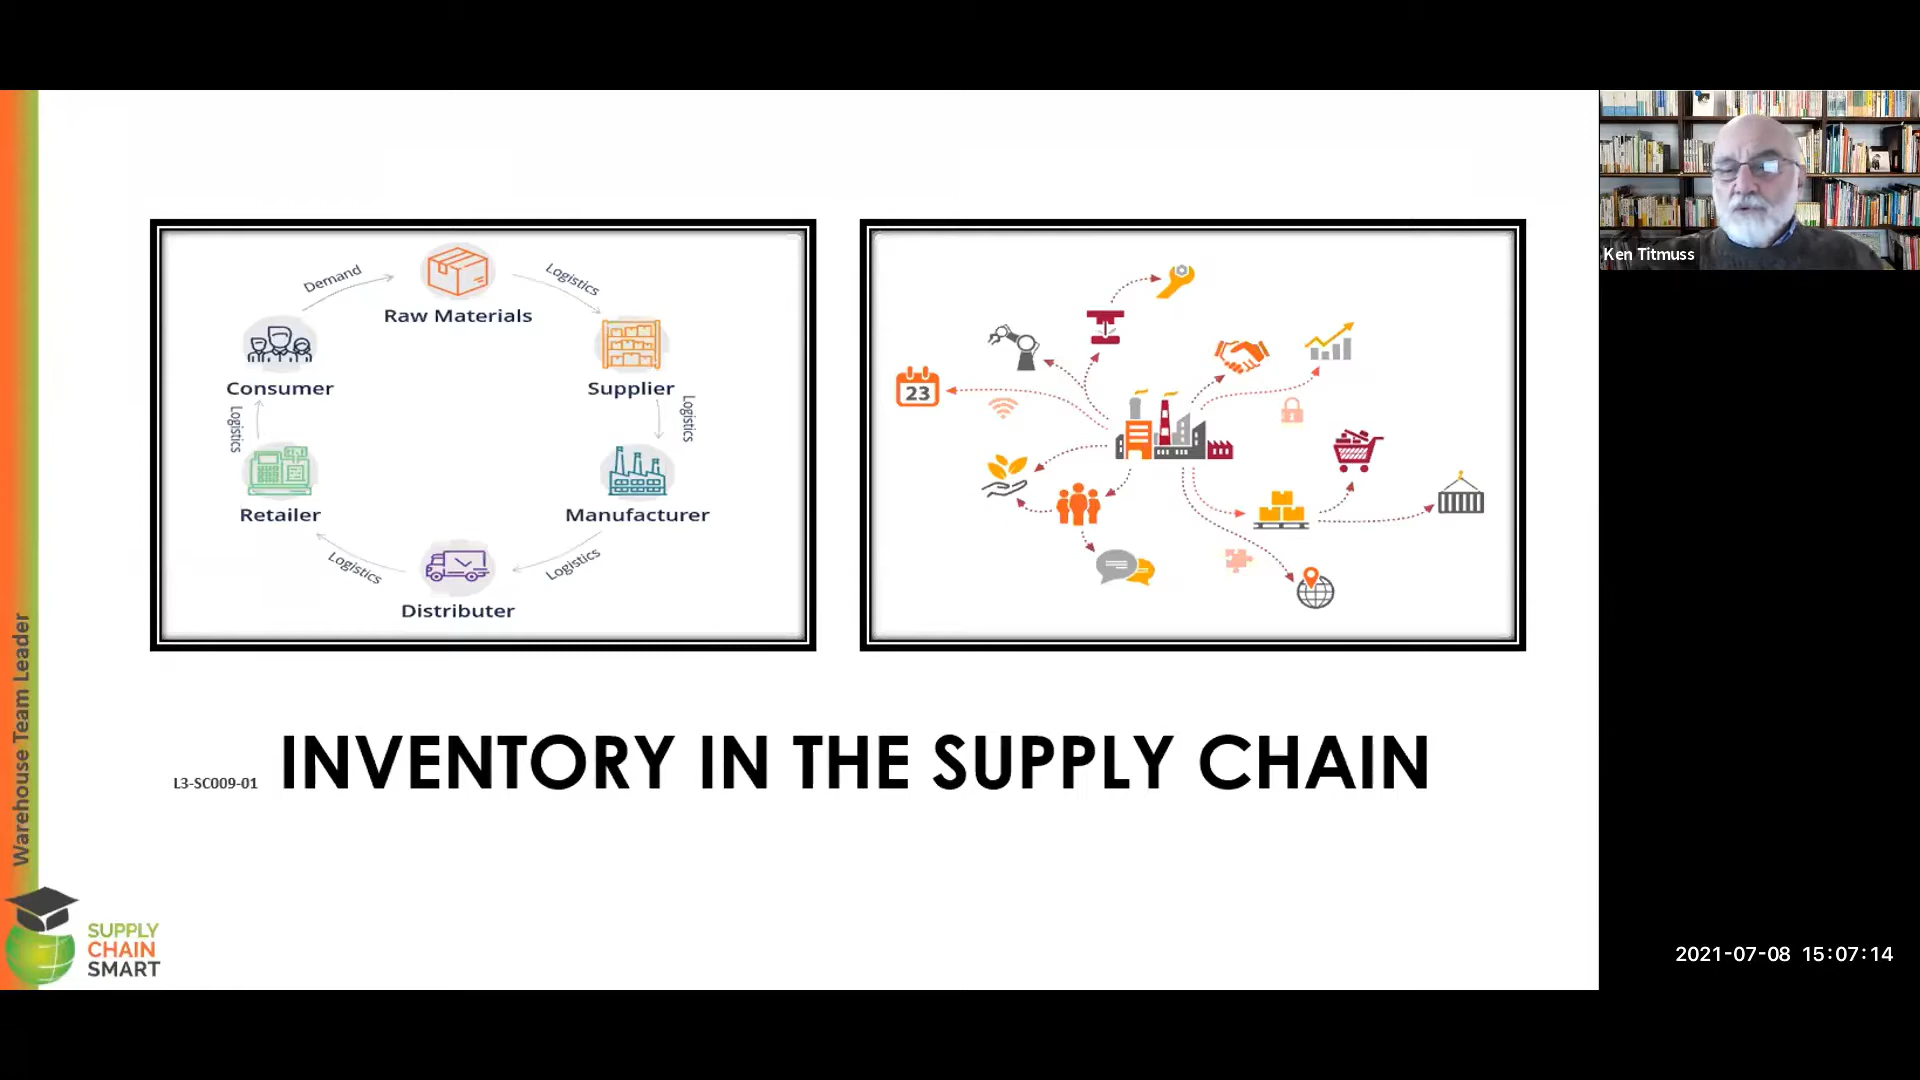 Demand
Logistics
Raw Materials
Consumer
Supplier
Logistics
Logistics
Retailer
Manufacturer
Logistics
Logistics
Distributer
23
L3-SC009-01
INVENTORY IN THE SUPPLY CHAIN
Warehouse Team Leader
SUPPLY
CHAIN
SMART
Ken Titmuss
2021-07-08 15:07:14